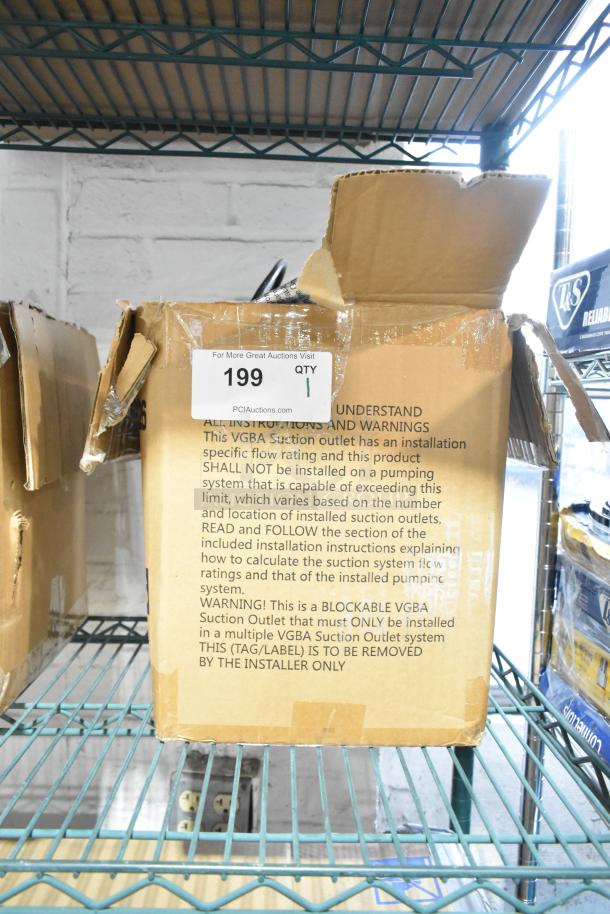 For More Great Auctions Visit
199 QTY 1
PCIAuctions.com
UNDERSTAND
ALL INSTRUCTIONS AND WARNINGS
This VGBA Suction outlet has an installation
specific flow rating and this product
SHALL NOT be installed on a pumping
system that is capable of exceeding this
limit, which varies based on the number
and location of installed suction outlets.
READ and FOLLOW the section of the
included installation instructions explaining
how to calculate the suction system flow
ratings and that of the installed pumping
system.
WARNING! This is a BLOCKABLE VGBA
Suction Outlet that must ONLY be installed
in a multiple VGBA Suction Outlet system
THIS (TAG/LABEL) IS TO BE REMOVED
BY THE INSTALLER ONLY
T&S
RELIAB
connectors